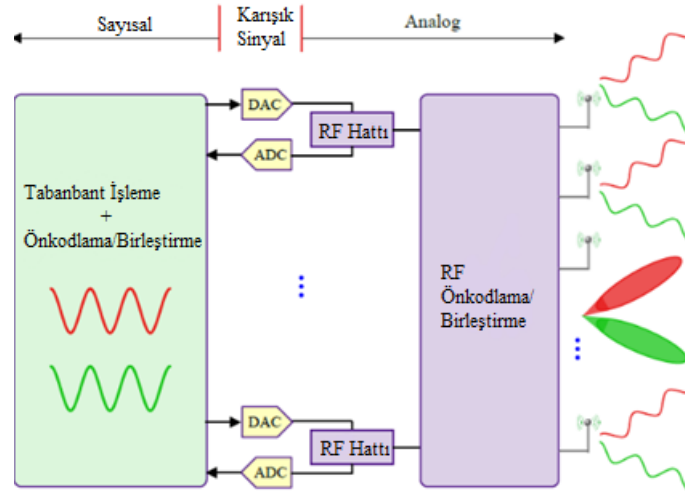 Sayısal
Karışık
Sinyal
Analog
DAC
RF Hattı
ADC
Tabanbant İşleme
+
Önkodlama/Birleştirme
RF
Önkodlama/
Birleştirme
DAC
RF Hattı
ADC